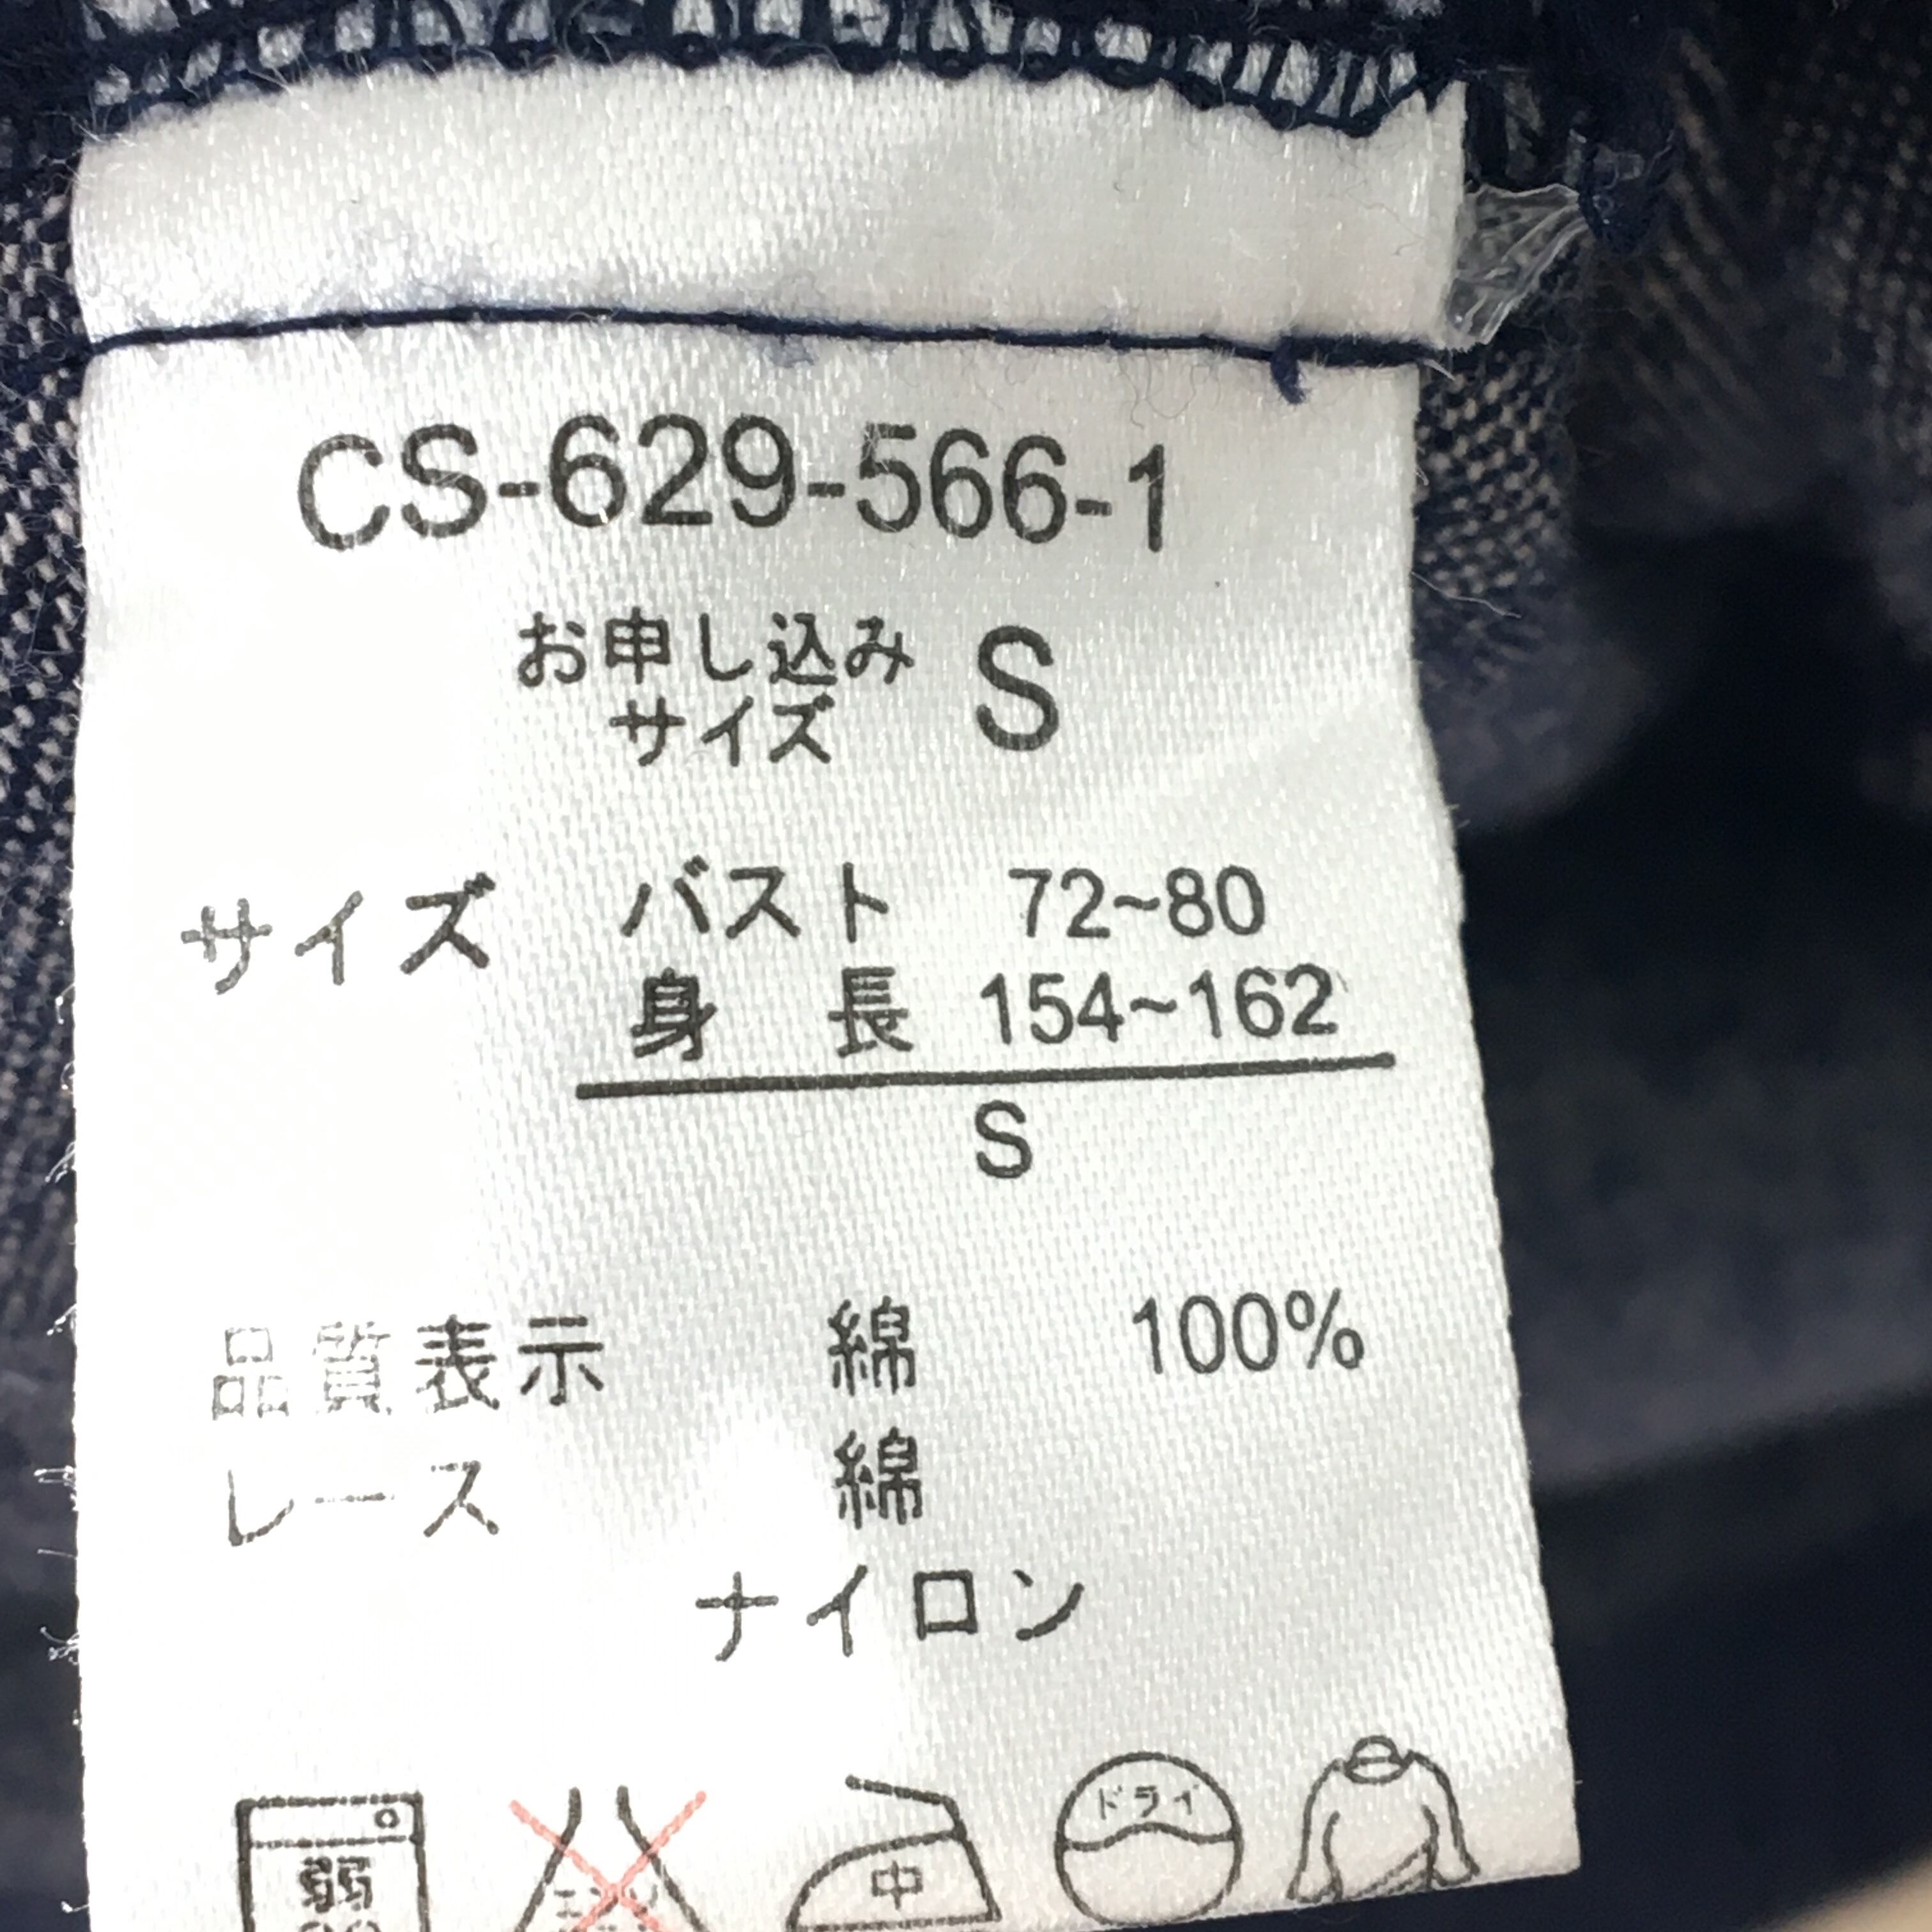 CS-629-566-1
お申し込み S
サイズ
サイズ バスト 72~80
身 長 154~162
S
品質表示 綿 100%
レース 綿
ナイロン
ドライ
弱 中